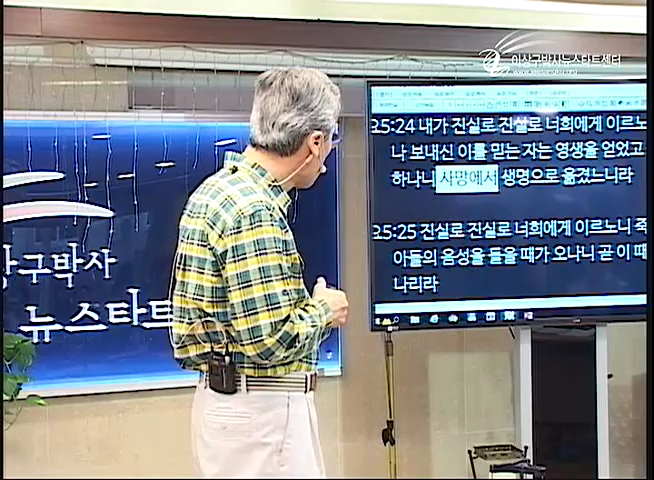 이상구박사뉴스타트센터
5:24 내가 진실로 진실로 너희에게 이르노
나 보내신 이를 믿는 자는 영생을 얻었고
하나니 사망에서 생명으로 옮겼느니라
5:25 진실로 진실로 너희에게 이르노니 죽
아들의 음성을 들을 때가 오나니 곧 이 때
나리라
상구박사
뉴스타트